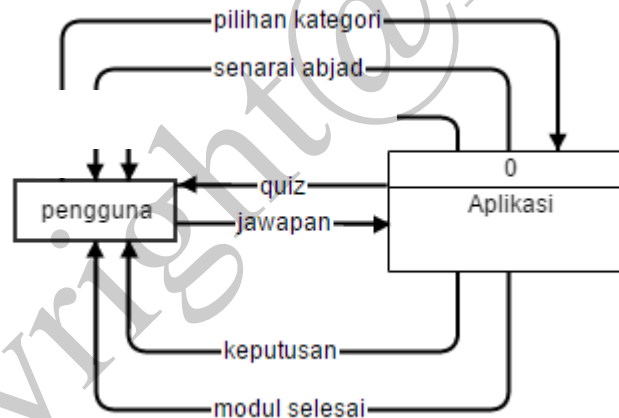 pilihan kategori
senarai abjad
0
quiz
Aplikasi
pengguna
jawapan
keputusan
modul selesai